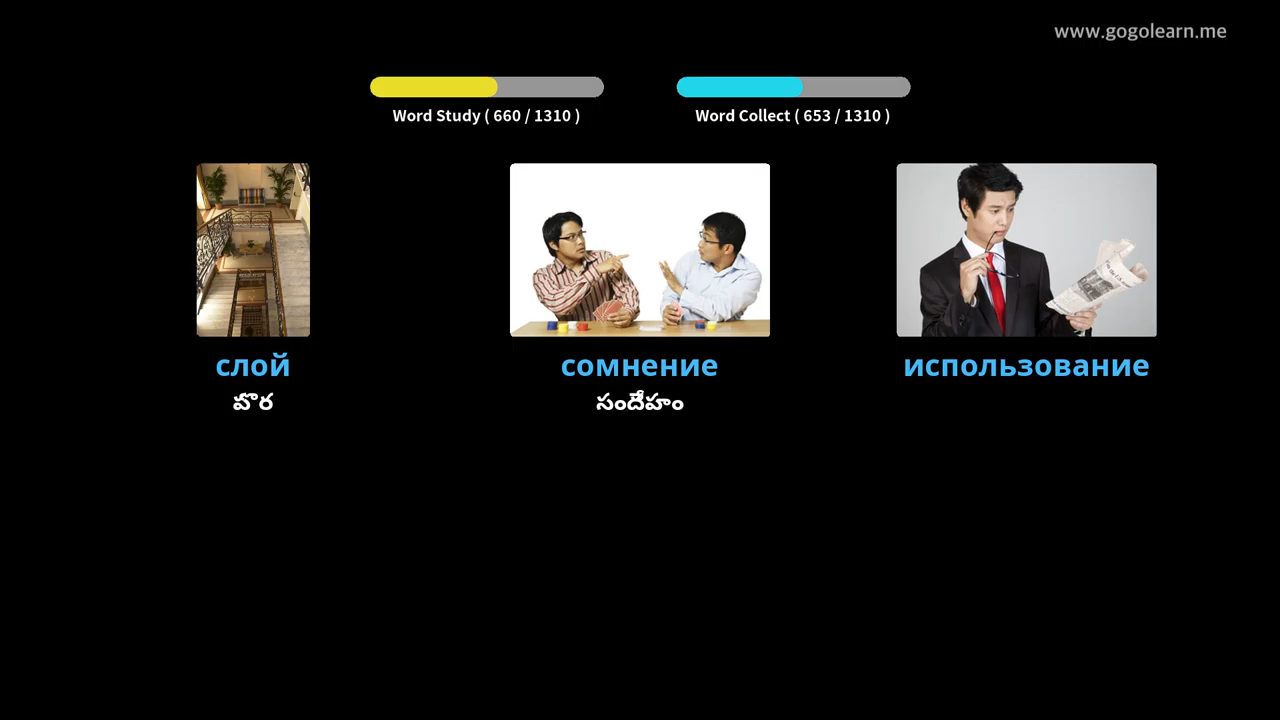 www.gogolearn.me
Word Study ( 660 / 1310 )
Word Collect ( 653 / 1310 )
слой
сомнение
использование
పొర
సందేహం